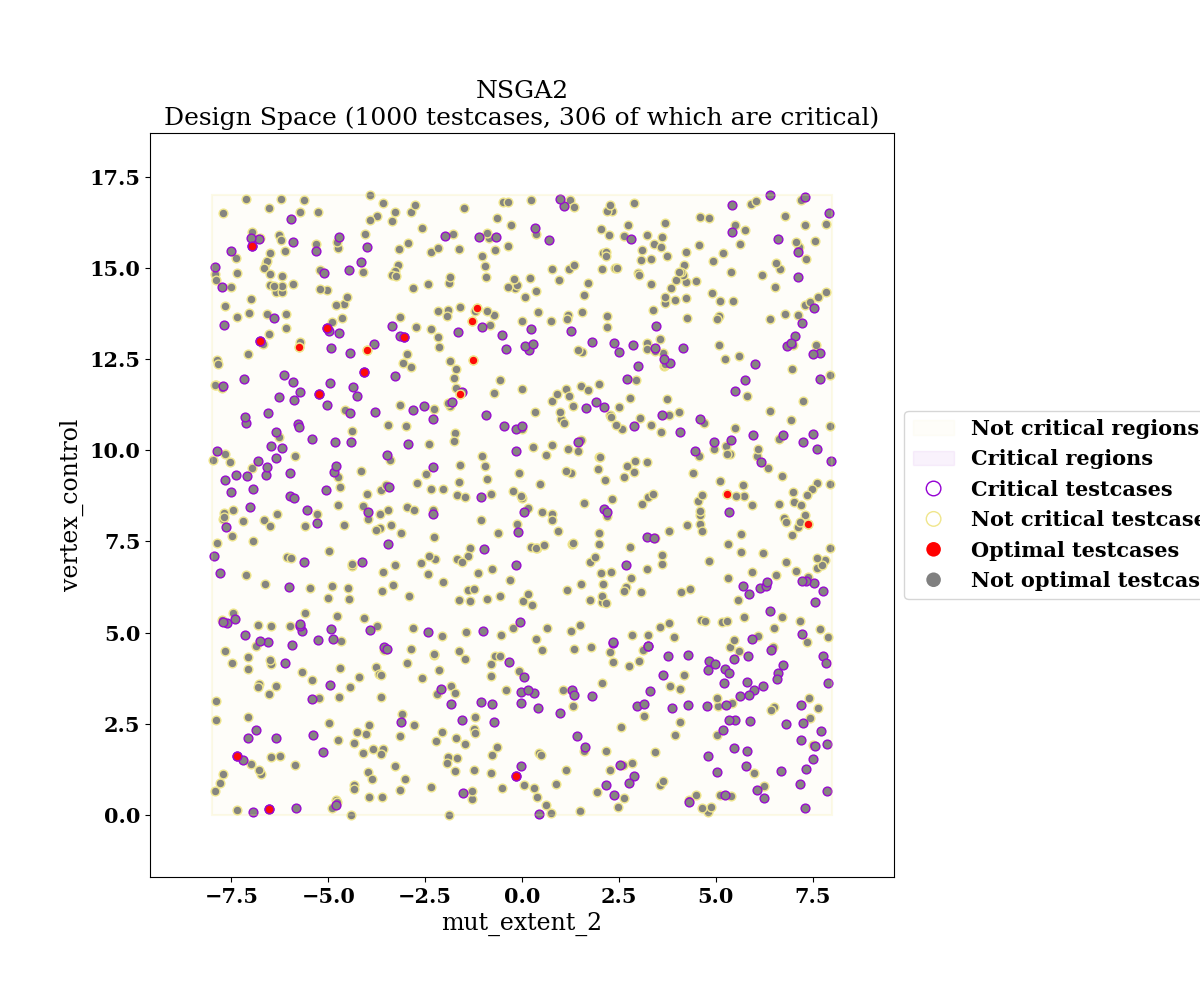 NSGA2
Design Space (1000 testcases, 306 of which are critical)
17.5
15.0
12.5
10.0
7.5
5.0
2.5
0.0
vertex_control
−7.5
−5.0
−2.5
0.0
2.5
5.0
7.5
mut_extent_2
Not critical regions
Critical regions
Critical testcases
Not critical testcase
Optimal testcases
Not optimal testcas